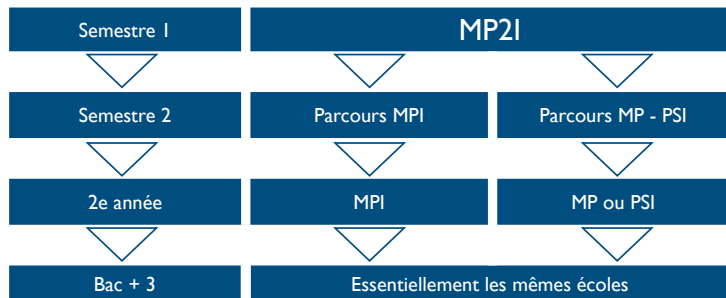 Semestre 1
MP2I
Semestre 2
Parcours MPI
Parcours MP - PSI
2e année
MPI
MP ou PSI
Bac + 3
Essentiellement les mêmes écoles